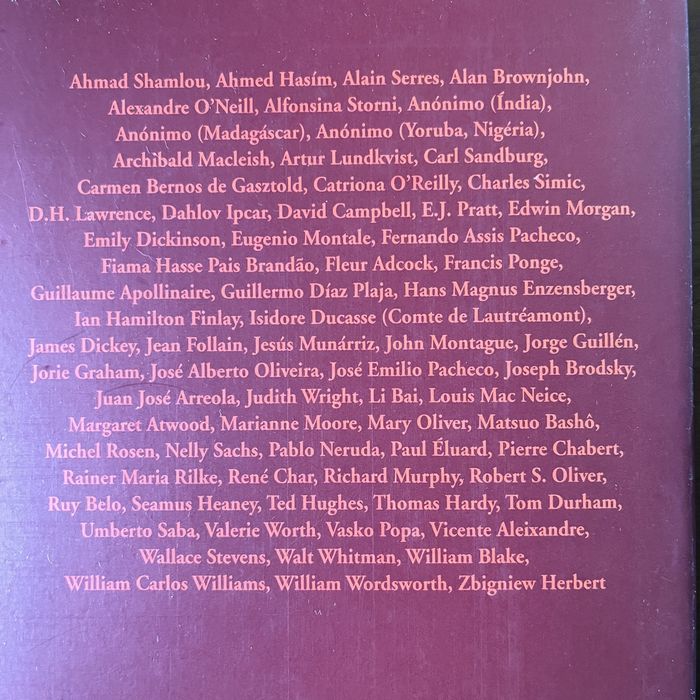 Ahmad Shamlou, Ahmed Hasím, Alain Serres, Alan Brownjohn,
Alexandre O'Neill, Alfonsina Storni, Anónimo (Índia),
Anónimo (Madagáscar), Anónimo (Yoruba, Nigéria),
Archibald Macleish, Artur Lundkvist, Carl Sandburg,
Carmen Bernos de Gasztold, Catriona O'Reilly, Charles Simic,
D.H. Lawrence, Dahlov Ipcar, David Campbell, E.J. Pratt, Edwin Morgan,
Emily Dickinson, Eugenio Montale, Fernando Assis Pacheco,
Fiama Hasse Pais Brandão, Fleur Adcock, Francis Ponge,
Guillaume Apollinaire, Guillermo Díaz Plaja, Hans Magnus Enzensberger,
Ian Hamilton Finlay, Isidore Ducasse (Comte de Lautréamont),
James Dickey, Jean Follain, Jesús Munárriz, John Montague, Jorge Guillén,
Jorie Graham, José Alberto Oliveira, José Emilio Pacheco, Joseph Brodsky,
Juan José Arreola, Judith Wright, Li Bai, Louis Mac Neice,
Margaret Atwood, Marianne Moore, Mary Oliver, Matsuo Bashô,
Michel Rosen, Nelly Sachs, Pablo Neruda, Paul Éluard, Pierre Chabert,
Rainer Maria Rilke, René Char, Richard Murphy, Robert S. Oliver,
Ruy Belo, Seamus Heaney, Ted Hughes, Thomas Hardy, Tom Durham,
Umberto Saba, Valerie Worth, Vasko Popa, Vicente Aleixandre,
Wallace Stevens, Walt Whitman, William Blake,
William Carlos Williams, William Wordsworth, Zbigniew Herbert